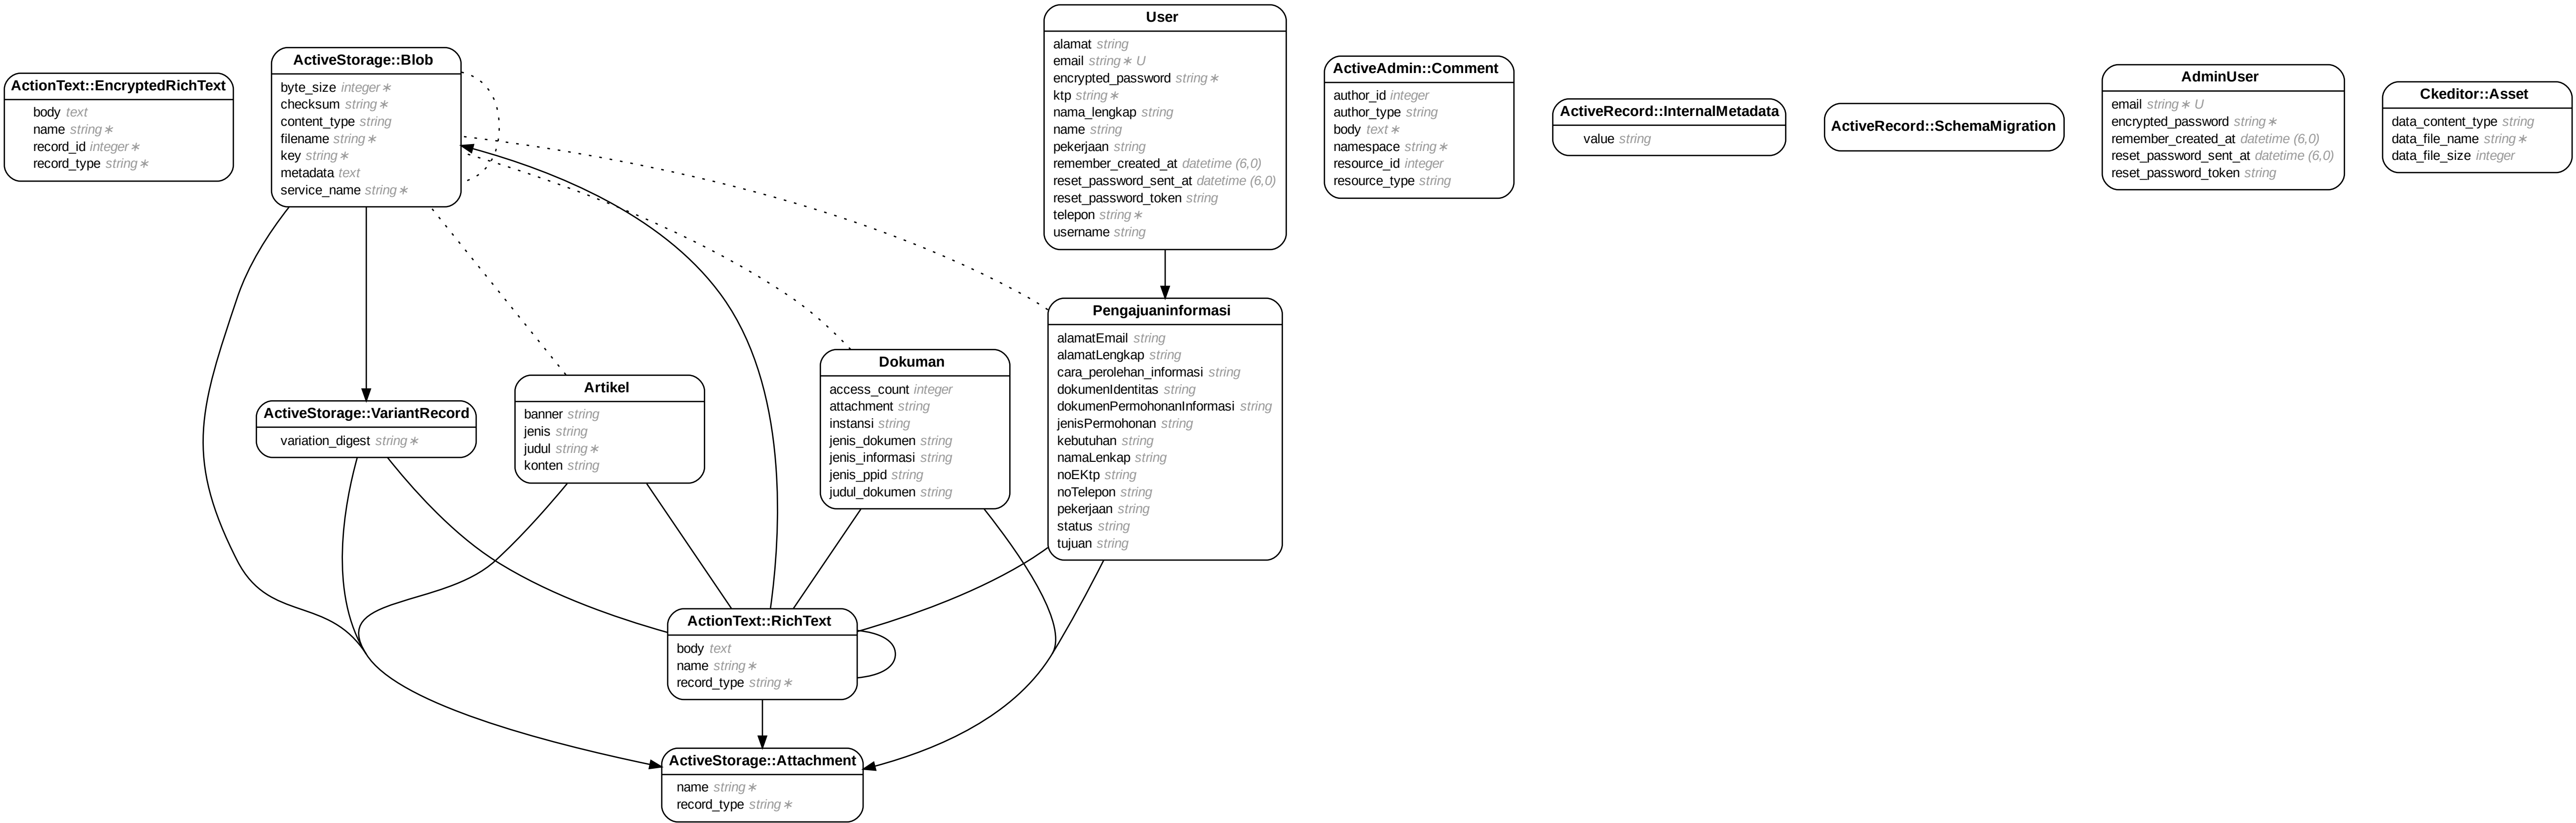 ActionText::EncryptedRichText
body text
name string∗
record_id integer∗
record_type string∗
ActiveStorage::Blob
byte_size integer∗
checksum string∗
content_type string
filename string∗
key string∗
metadata text
service_name string∗
User
alamat string
email string∗ U
encrypted_password string∗
ktp string∗
nama_lengkap string
name string
pekerjaan string
remember_created_at datetime (6,0)
reset_password_sent_at datetime (6,0)
reset_password_token string
telepon string∗
username string
ActiveAdmin::Comment
author_id integer
author_type string
body text∗
namespace string∗
resource_id integer
resource_type string
ActiveRecord::InternalMetadata
value string
ActiveRecord::SchemaMigration
AdminUser
email string∗ U
encrypted_password string∗
remember_created_at datetime (6,0)
reset_password_sent_at datetime (6,0)
reset_password_token string
Ckeditor::Asset
data_content_type string
data_file_name string∗
data_file_size integer
ActiveStorage::VariantRecord
variation_digest string∗
Artikel
banner string
jenis string
judul string∗
konten string
Dokuman
access_count integer
attachment string
instansi string
jenis_dokumen string
jenis_informasi string
jenis_ppid string
judul_dokumen string
Pengajuaninformasi
alamatEmail string
alamatLengkap string
cara_perolehan_informasi string
dokumenIdentitas string
dokumenPermohonanInformasi string
jenisPermohonan string
kebutuhan string
namaLenkap string
noEKtp string
noTelepon string
pekerjaan string
status string
tujuan string
ActionText::RichText
body text
name string∗
record_type string∗
ActiveStorage::Attachment
name string∗
record_type string∗